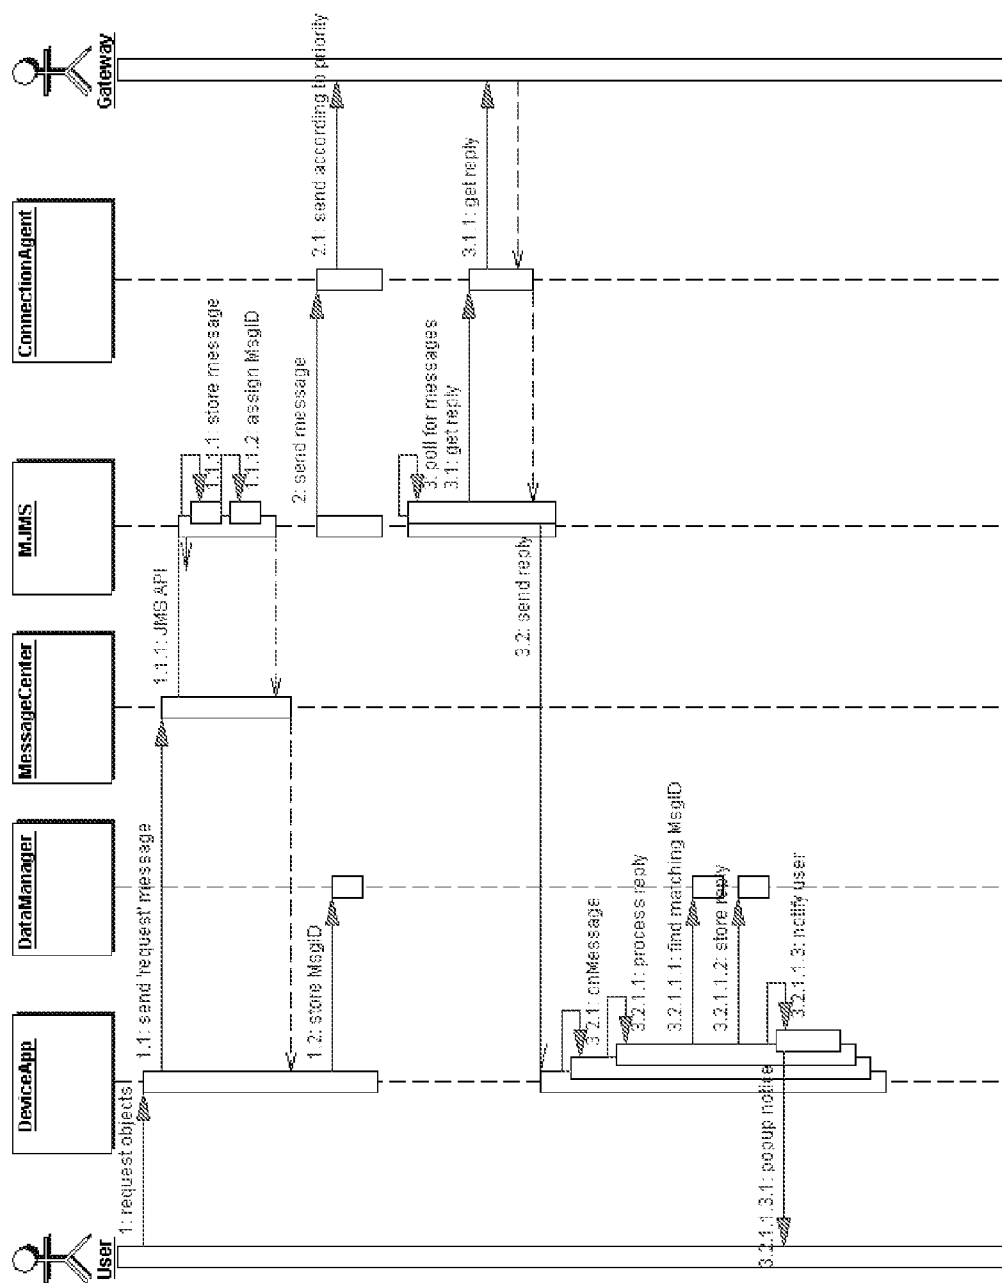 User
DeviceApp
DataManager
MessageCenter
MJMS
ConnectionAgent
Gateway
1: request objects
1.1: send 'request' message
1.1.1: JMS API
1.1.1.1: store message
1.1.1.2: assign MsgID
2: send message
2.1: send according to priority
1.2: store MsgID
3: poll for messages
3.1: get reply
3.1.1: get reply
3.2: send reply
3.2.1: onMessage
3.2.1.1: process reply
3.2.1.1.1: find matching MsgID
3.2.1.1.2: store reply
3.2.1.1.3: notify user
3.2.1.1.3.1: popup notice